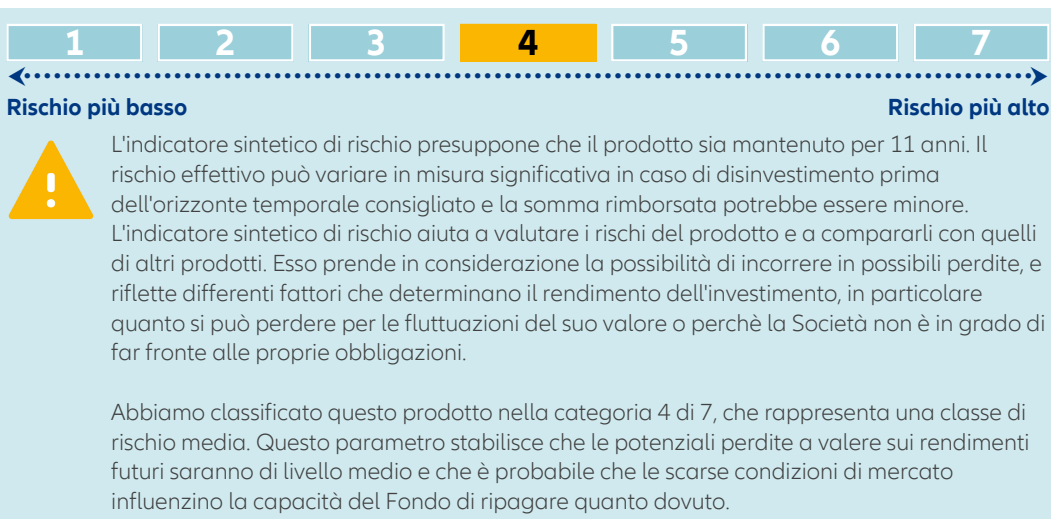 1 2 3 4 5 6 7
Rischio più basso Rischio più alto
L'indicatore sintetico di rischio presuppone che il prodotto sia mantenuto per 11 anni. Il
rischio effettivo può variare in misura significativa in caso di disinvestimento prima
dell'orizzonte temporale consigliato e la somma rimborsata potrebbe essere minore.
L'indicatore sintetico di rischio aiuta a valutare i rischi del prodotto e a compararli con quelli
di altri prodotti. Esso prende in considerazione la possibilità di incorrere in possibili perdite, e
riflette differenti fattori che determinano il rendimento dell'investimento, in particolare
quanto si può perdere per le fluttuazioni del suo valore o perchè la Società non è in grado di
far fronte alle proprie obbligazioni.
Abbiamo classificato questo prodotto nella categoria 4 di 7, che rappresenta una classe di
rischio media. Questo parametro stabilisce che le potenziali perdite a valere sui rendimenti
futuri saranno di livello medio e che è probabile che le scarse condizioni di mercato
influenzino la capacità del Fondo di ripagare quanto dovuto.